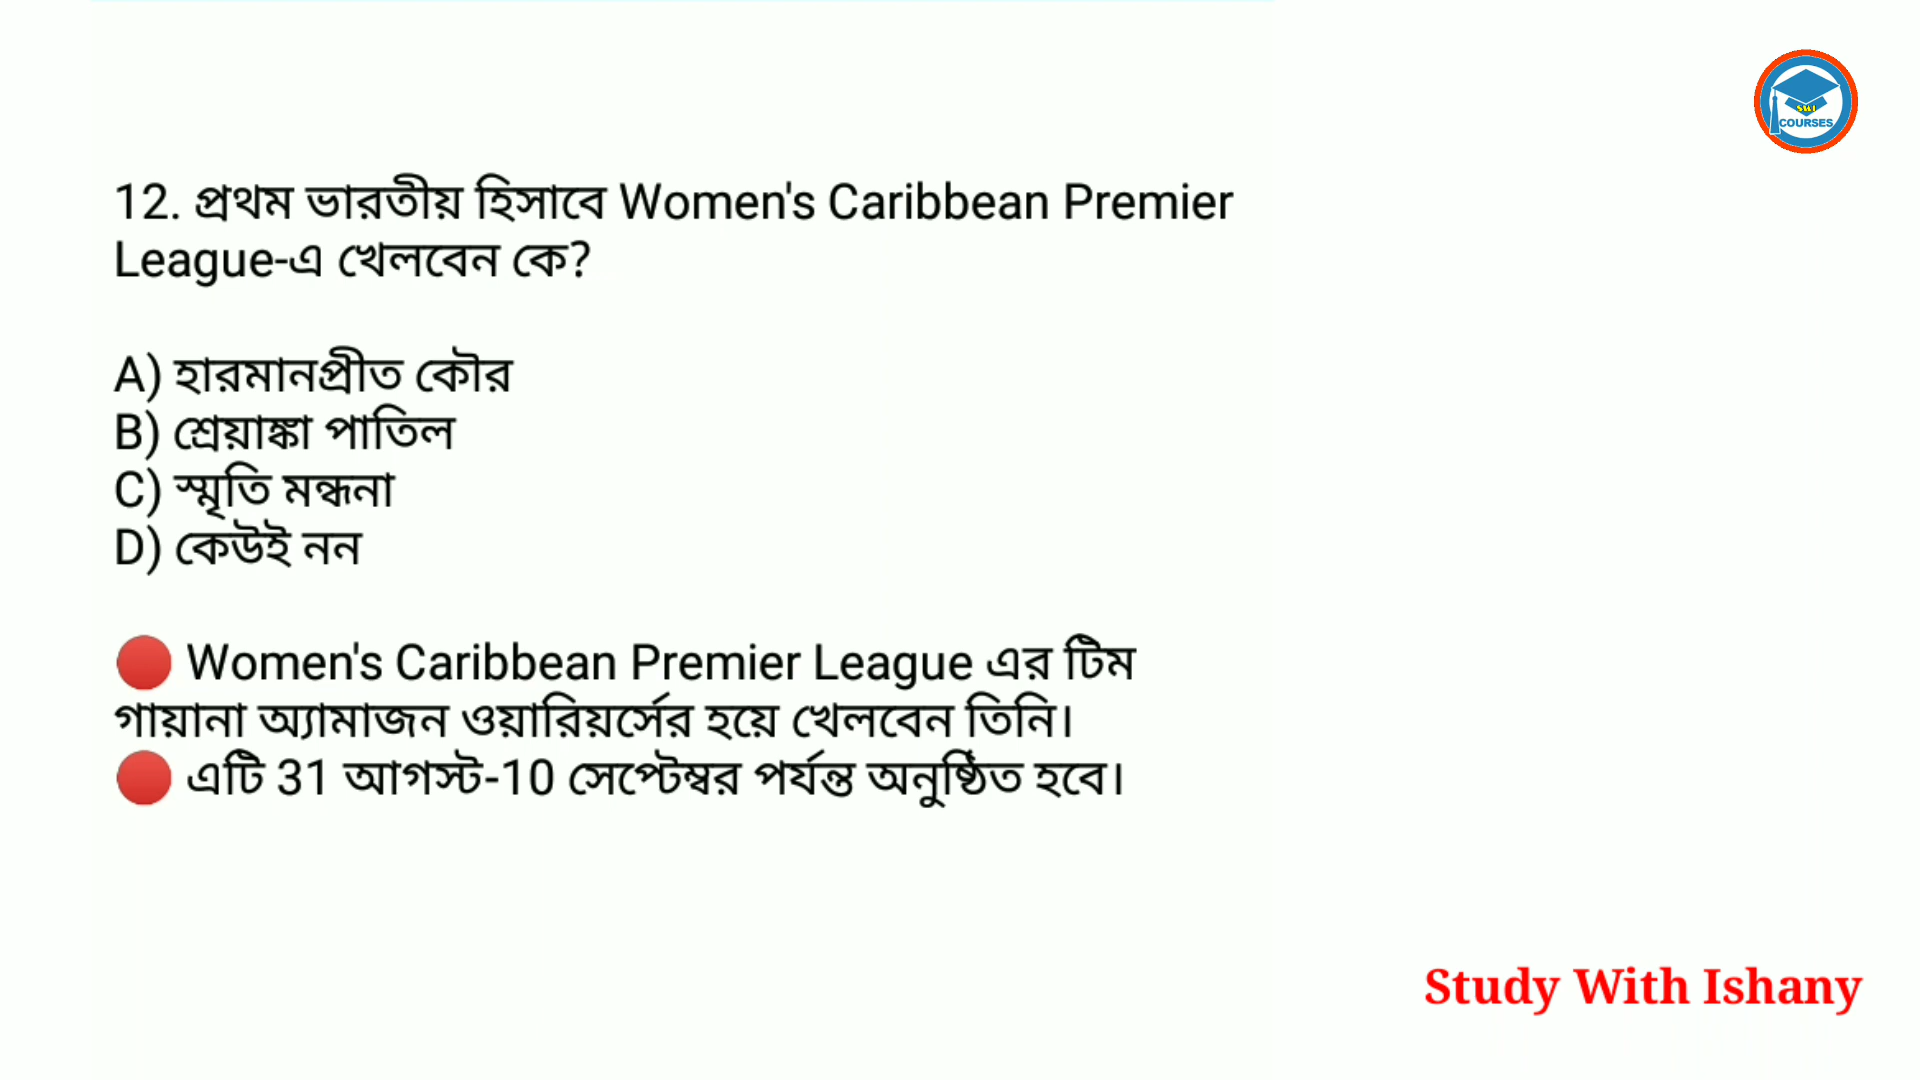 SWI
COURSES
12. প্রথম ভারতীয় হিসাবে Women's Caribbean Premier
League-এ খেলবেন কে?
A) হারমানপ্রীত কৌর
B) শ্রেয়াঙ্কা পাতিল
C) স্মৃতি মন্ধনা
D) কেউই নন
🔴 Women's Caribbean Premier League এর টিম
গায়ানা অ্যামাজন ওয়ারিয়র্সের হয়ে খেলবেন তিনি।
🔴 এটি 31 আগস্ট-10 সেপ্টেম্বর পর্যন্ত অনুষ্ঠিত হবে।
Study With Ishany